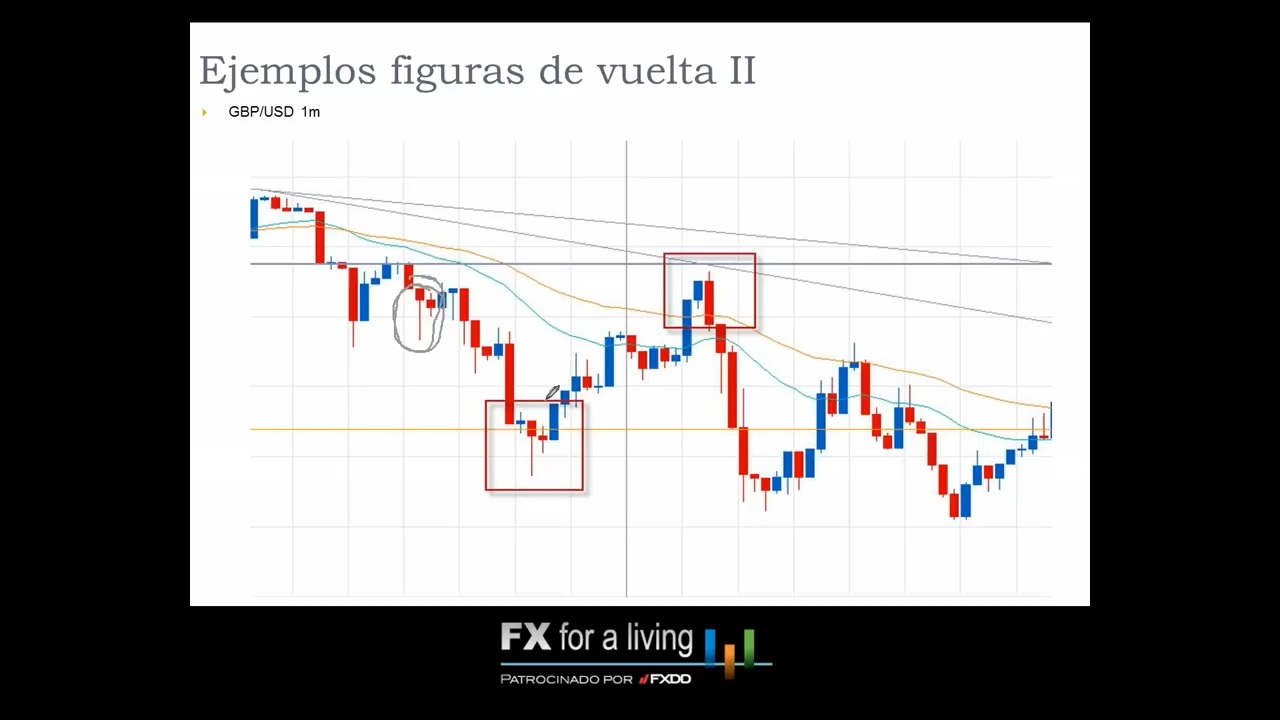 Ejemplos figuras de vuelta II
GBP/USD 1m
FX for a living
PATROCINADO POR FXDD